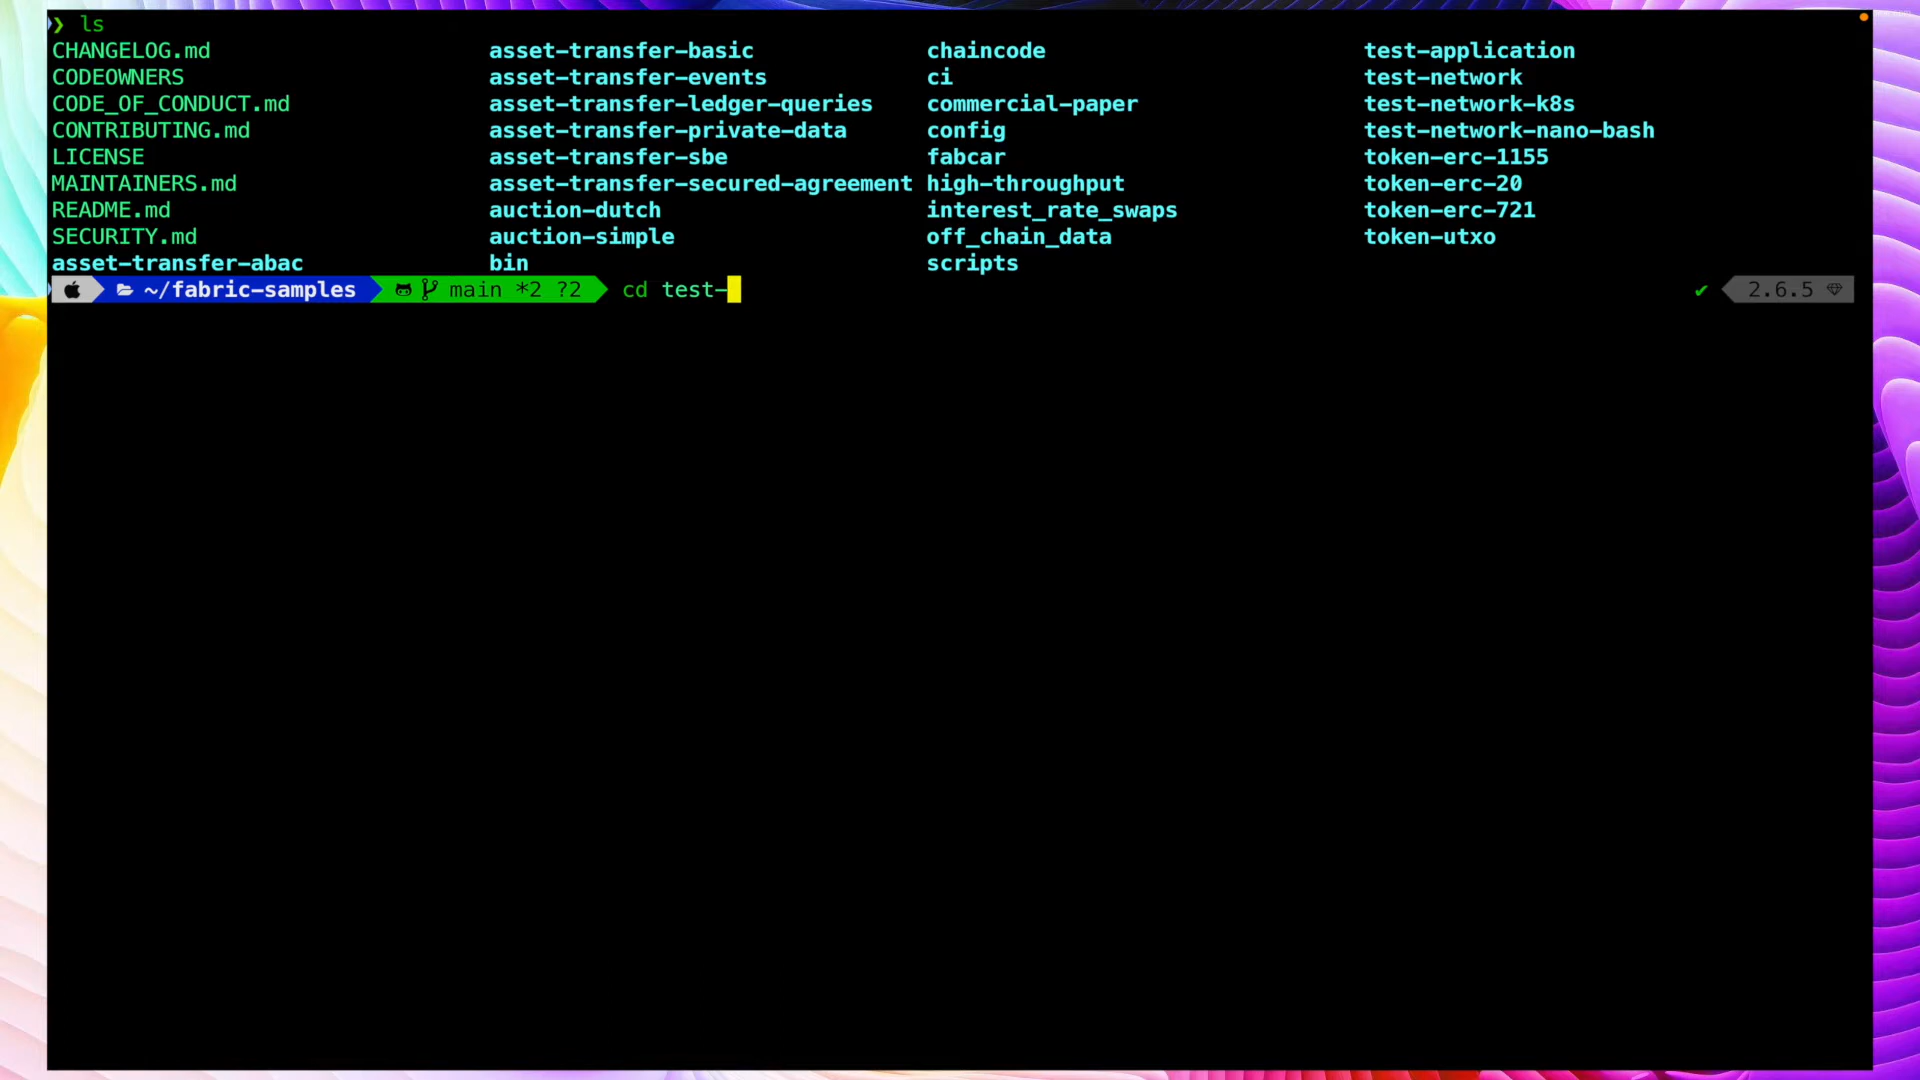 ❯ ls
CHANGELOG.md asset-transfer-basic chaincode test-application
CODEOWNERS asset-transfer-events ci test-network
CODE_OF_CONDUCT.md asset-transfer-ledger-queries commercial-paper test-network-k8s
CONTRIBUTING.md asset-transfer-private-data config test-network-nano-bash
LICENSE asset-transfer-sbe fabcar token-erc-1155
MAINTAINERS.md asset-transfer-secured-agreement high-throughput token-erc-20
README.md auction-dutch interest_rate_swaps token-erc-721
SECURITY.md auction-simple off_chain_data token-utxo
asset-transfer-abac bin scripts
~/fabric-samples main *2 ?2 cd test- ✔ 2.6.5